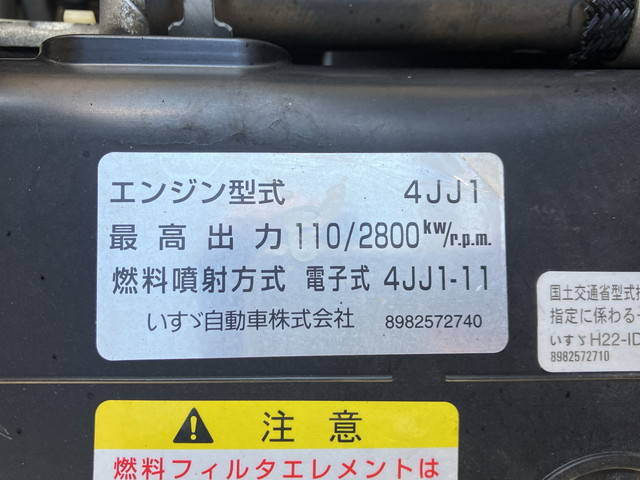 エンジン型式 4JJ1
最高出力 110/2800 kw/r.p.m.
燃料噴射方式 電子式 4JJ1-11
いすゞ自動車株式会社 8982572740
国土交通省型式
指定に係わる
いすゞH22-ID
8982572710
注意
燃料フィルタエレメントは